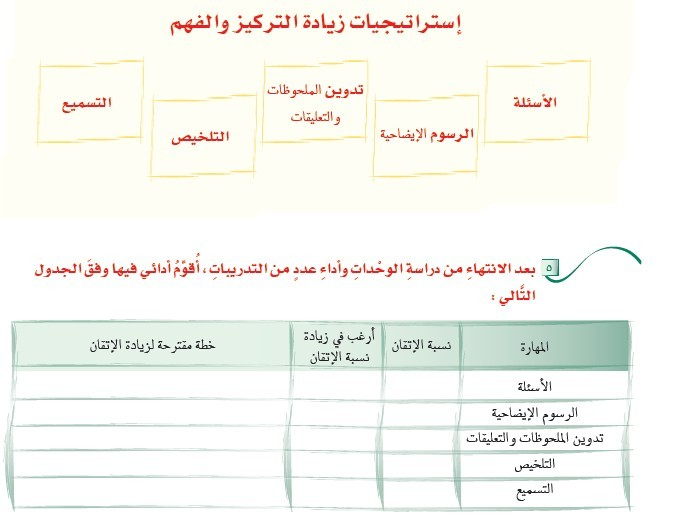 إستراتيجيات زيادة التركيز والفهم
الأسئلة
الرسوم الإيضاحية
تدوين الملحوظات
والتعليقات
التلخيص
التسميع
٥ بعد الانتهاءِ من دراسةِ الوحْداتِ وأداءِ عددٍ من التدريباتِ ، أُقوِّمُ أدائي فيها وفقَ الجدول
التَّالي :
المهارة
نسبة الإتقان
أرغب في زيادة
نسبة الإتقان
خطة مقترحة لزيادة الإتقان
الأسئلة
الرسوم الإيضاحية
تدوين الملحوظات والتعليقات
التلخيص
التسميع